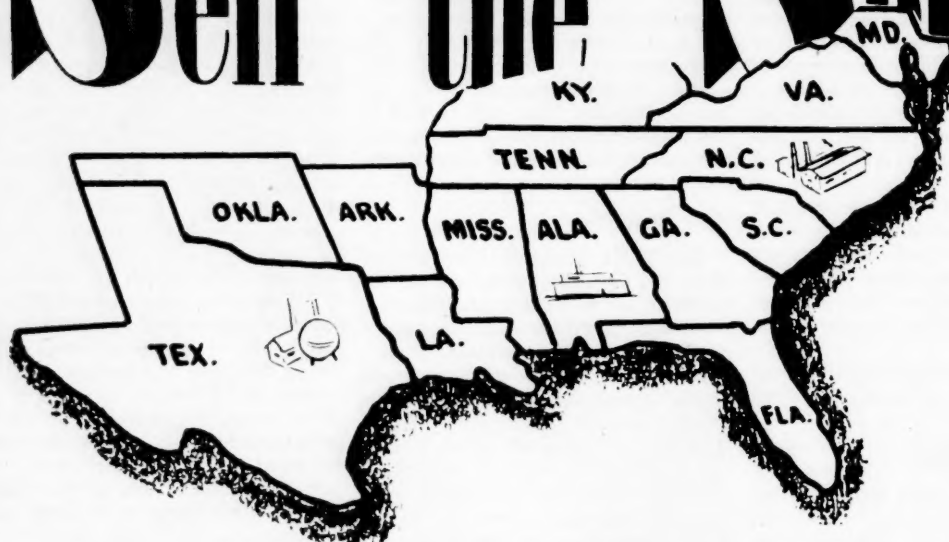 Sell the
MD.
KY. VA.
TENN. N.C.
OKLA. ARK. MISS. ALA. GA. S.C.
TEX. LA.
FLA.